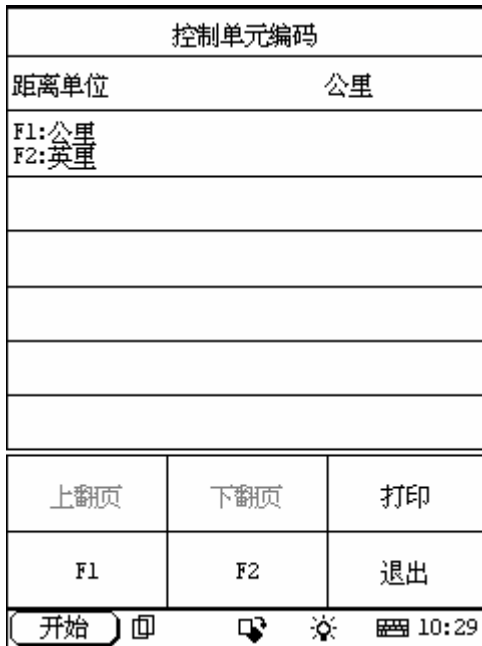 控制单元编码
距离单位 公里
F1:公里
F2:英里
上翻页 下翻页 打印
F1 F2 退出
开始 10:29